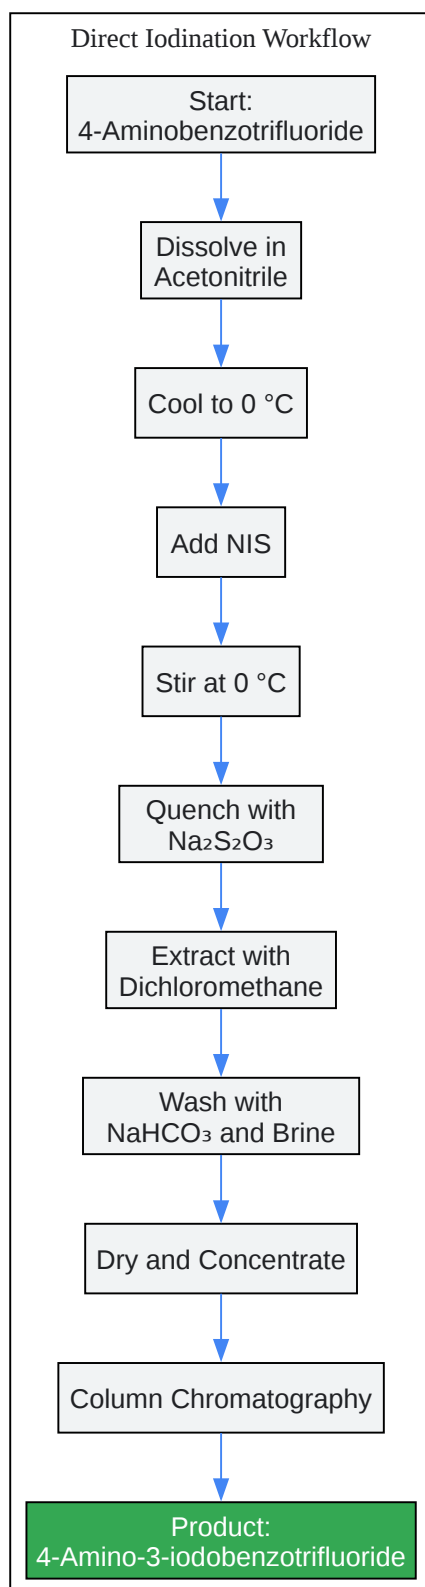 Direct Iodination Workflow
Start:
4-Aminobenzotrifluoride
Dissolve in
Acetonitrile
Cool to 0 °C
Add NIS
Stir at 0 °C
Quench with
Na₂S₂O₃
Extract with
Dichloromethane
Wash with
NaHCO₃ and Brine
Dry and Concentrate
Column Chromatography
Product:
4-Amino-3-iodobenzotrifluoride